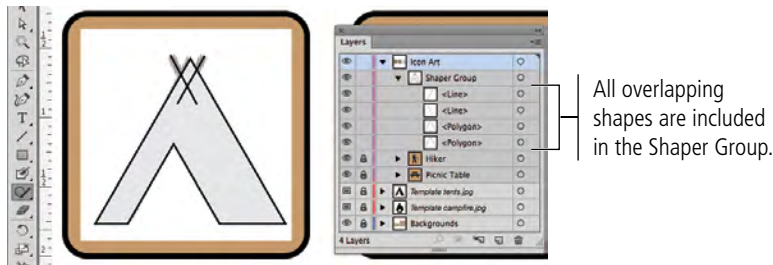 Layers
Icon Art
Shaper Group
<Line>
<Line>
<Polygon>
<Polygon>
Hiker
Picnic Table
Template tents.jpg
Template campfire.jpg
Backgrounds
4 Layers
All overlapping
shapes are included
in the Shaper Group.